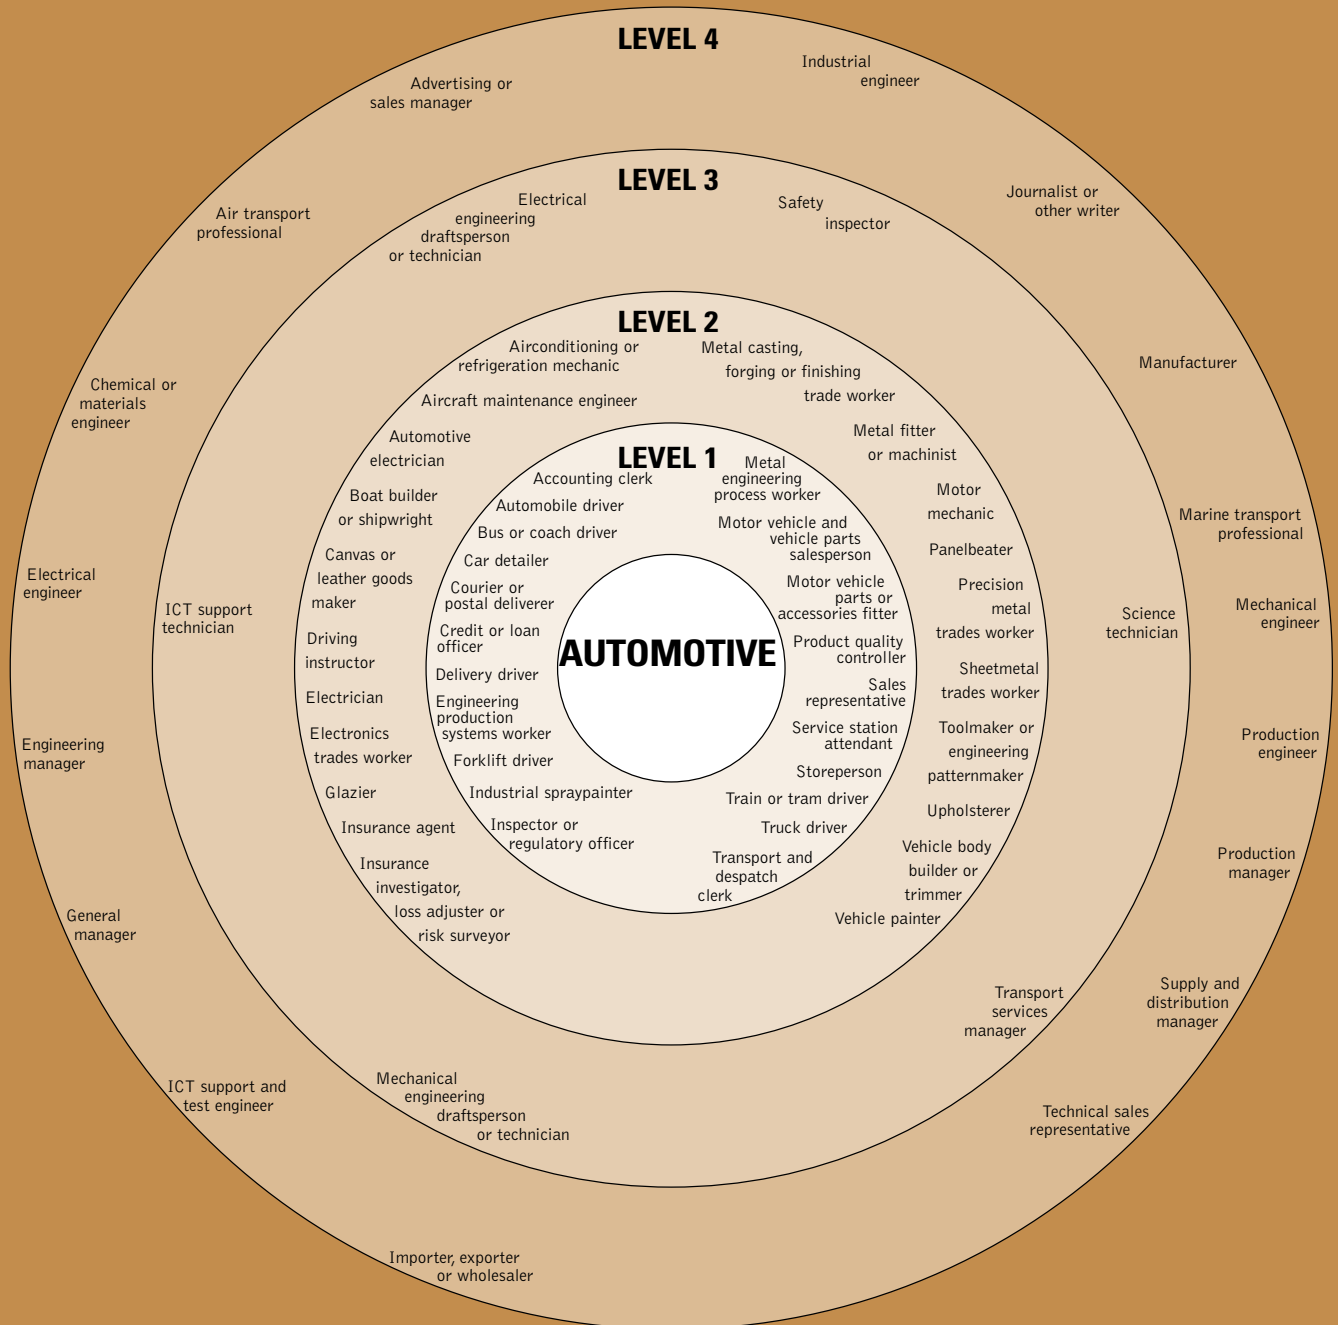 LEVEL 4
Advertising or
sales manager
Air transport
professional
Chemical or
materials
engineer
Electrical
engineer
Engineering
manager
General
manager
ICT support and
test engineer
Importer, exporter
or wholesaler
Industrial
engineer
Journalist or
other writer
Manufacturer
Marine transport
professional
Mechanical
engineer
Production
engineer
Production
manager
Supply and
distribution
manager
Technical sales
representative
LEVEL 3
Electrical
engineering
draftsperson
or technician
ICT support
technician
Mechanical
engineering
draftsperson
or technician
Safety
inspector
Science
technician
Transport
services
manager
LEVEL 2
Airconditioning or
refrigeration mechanic
Aircraft maintenance engineer
Automotive
electrician
Boat builder
or shipwright
Canvas or
leather goods
maker
Driving
instructor
Electrician
Electronics
trades worker
Glazier
Insurance agent
Insurance
investigator,
loss adjuster or
risk surveyor
Metal casting,
forging or finishing
trade worker
Metal fitter
or machinist
Motor
mechanic
Panelbeater
Precision
metal
trades worker
Sheetmetal
trades worker
Toolmaker or
engineering
patternmaker
Upholsterer
Vehicle body
builder or
trimmer
Vehicle painter
LEVEL 1
Accounting clerk
Automobile driver
Bus or coach driver
Car detailer
Courier or
postal deliverer
Credit or loan
officer
Delivery driver
Engineering
production
systems worker
Forklift driver
Industrial spraypainter
Inspector or
regulatory officer
Metal
engineering
process worker
Motor vehicle and
vehicle parts
salesperson
Motor vehicle
parts or
accessories fitter
Product quality
controller
Sales
representative
Service station
attendant
Storeperson
Train or tram driver
Truck driver
Transport and
despatch
clerk
AUTOMOTIVE